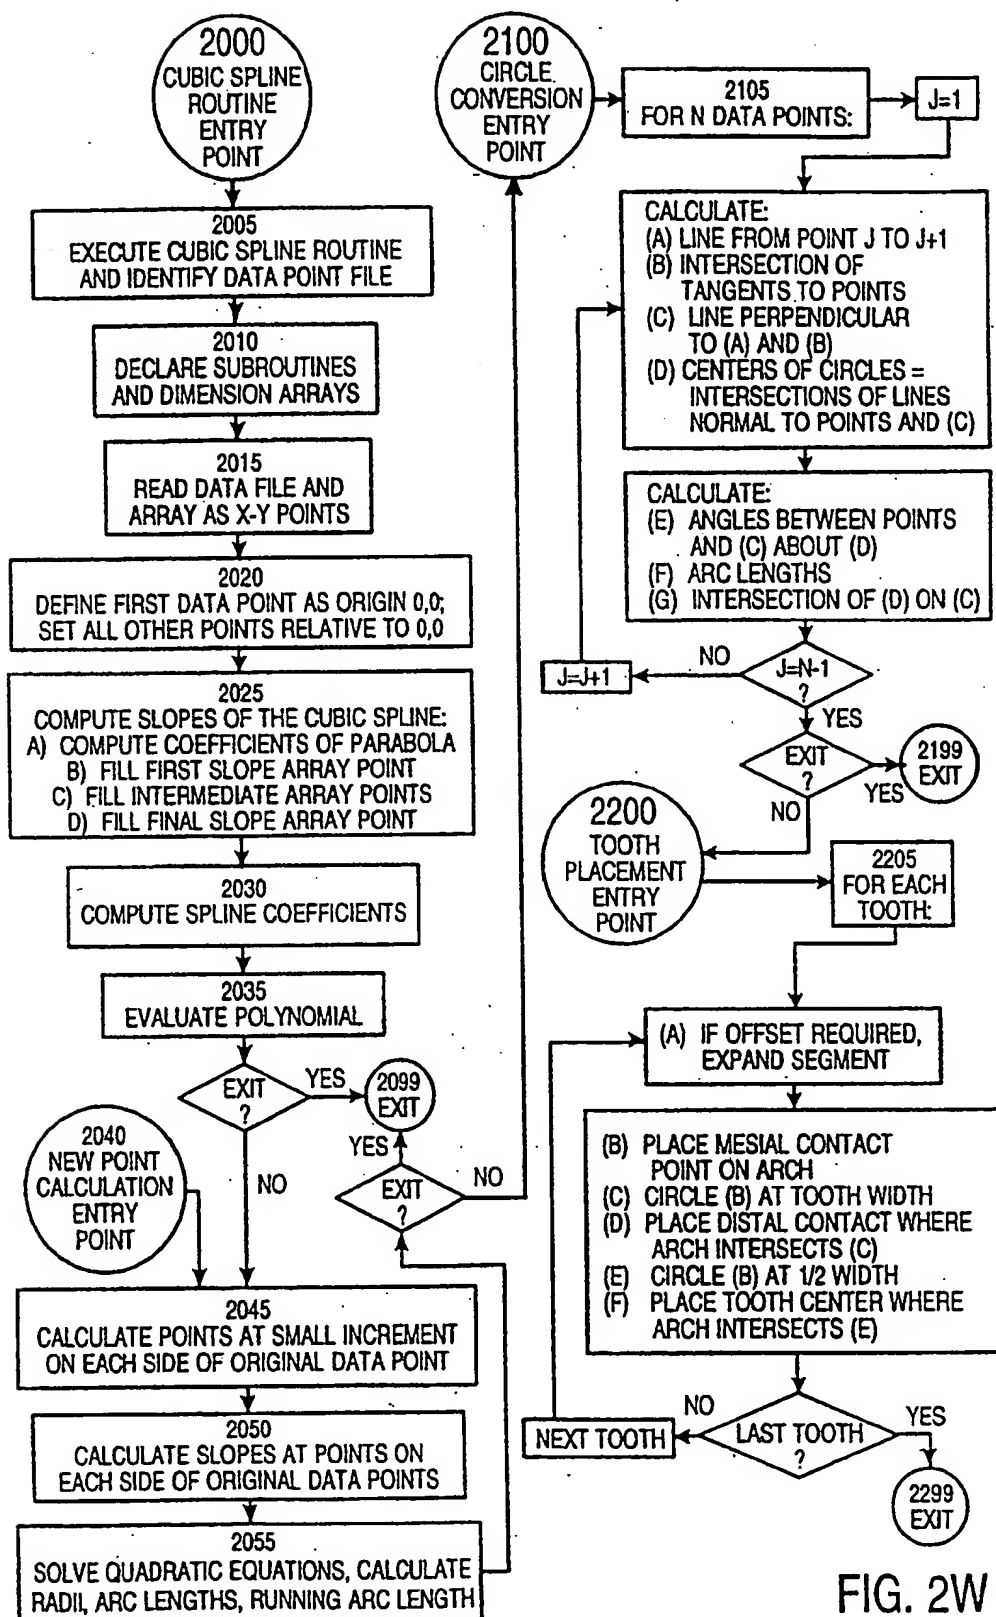 2000
CUBIC SPLINE
ROUTINE
ENTRY
POINT
2005
EXECUTE CUBIC SPLINE ROUTINE
AND IDENTIFY DATA POINT FILE
2010
DECLARE SUBROUTINES
AND DIMENSION ARRAYS
2015
READ DATA FILE AND
ARRAY AS X-Y POINTS
2020
DEFINE FIRST DATA POINT AS ORIGIN 0,0;
SET ALL OTHER POINTS RELATIVE TO 0,0
2025
COMPUTE SLOPES OF THE CUBIC SPLINE:
A) COMPUTE COEFFICIENTS OF PARABOLA
B) FILL FIRST SLOPE ARRAY POINT
C) FILL INTERMEDIATE ARRAY POINTS
D) FILL FINAL SLOPE ARRAY POINT
2030
COMPUTE SPLINE COEFFICIENTS
2035
EVALUATE POLYNOMIAL
EXIT
?
YES
2099
EXIT
NO
2040
NEW POINT
CALCULATION
ENTRY
POINT
YES
EXIT
?
NO
2045
CALCULATE POINTS AT SMALL INCREMENT
ON EACH SIDE OF ORIGINAL DATA POINT
2050
CALCULATE SLOPES AT POINTS ON
EACH SIDE OF ORIGINAL DATA POINTS
2055
SOLVE QUADRATIC EQUATIONS, CALCULATE
RADII, ARC LENGTHS, RUNNING ARC LENGTH
2100
CIRCLE
CONVERSION
ENTRY
POINT
2105
FOR N DATA POINTS:
J=1
CALCULATE:
(A) LINE FROM POINT J TO J+1
(B) INTERSECTION OF
TANGENTS TO POINTS
(C) LINE PERPENDICULAR
TO (A) AND (B)
(D) CENTERS OF CIRCLES =
INTERSECTIONS OF LINES
NORMAL TO POINTS AND (C)
CALCULATE:
(E) ANGLES BETWEEN POINTS
AND (C) ABOUT (D)
(F) ARC LENGTHS
(G) INTERSECTION OF (D) ON (C)
J=J+1
NO
J=N-1
?
YES
EXIT
?
YES
2199
EXIT
NO
2200
TOOTH
PLACEMENT
ENTRY
POINT
2205
FOR EACH
TOOTH:
(A) IF OFFSET REQUIRED,
EXPAND SEGMENT
(B) PLACE MESIAL CONTACT
POINT ON ARCH
(C) CIRCLE (B) AT TOOTH WIDTH
(D) PLACE DISTAL CONTACT WHERE
ARCH INTERSECTS (C)
(E) CIRCLE (B) AT 1/2 WIDTH
(F) PLACE TOOTH CENTER WHERE
ARCH INTERSECTS (E)
NEXT TOOTH
NO
LAST TOOTH
?
YES
2299
EXIT
FIG. 2W